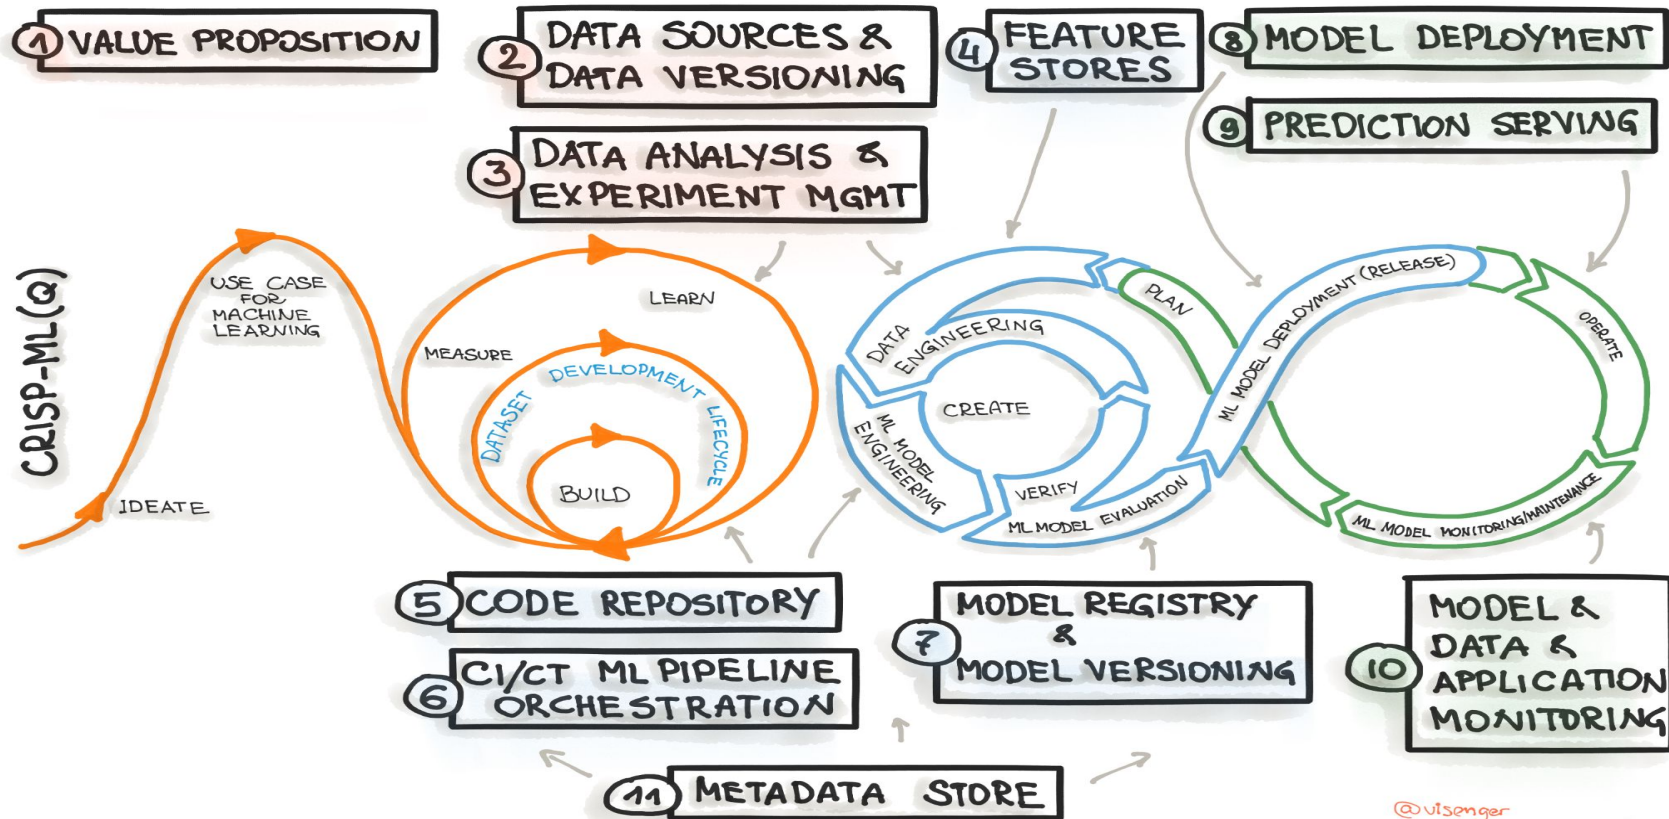 1 VALUE PROPOSITION
2 DATA SOURCES &
DATA VERSIONING
3 DATA ANALYSIS &
EXPERIMENT MGMT
4 FEATURE
STORES
8 MODEL DEPLOYMENT
9 PREDICTION SERVING
CRISP-ML(Q)
IDEATE
USE CASE
FOR
MACHINE
LEARNING
MEASURE
LEARN
DATASET DEVELOPMENT LIFECYCLE
BUILD
DATA
ENGINEERING
CREATE
ML MODEL
ENGINEERING
VERIFY
ML MODEL EVALUATION
PLAN
ML MODEL DEPLOYMENT (RELEASE)
OPERATE
ML MODEL MONITORING/MAINTENANCE
5 CODE REPOSITORY
6 CI/CT ML PIPELINE
ORCHESTRATION
7 MODEL REGISTRY
&
MODEL VERSIONING
10 MODEL &
DATA &
APPLICATION
MONITORING
11 METADATA STORE
@visenger